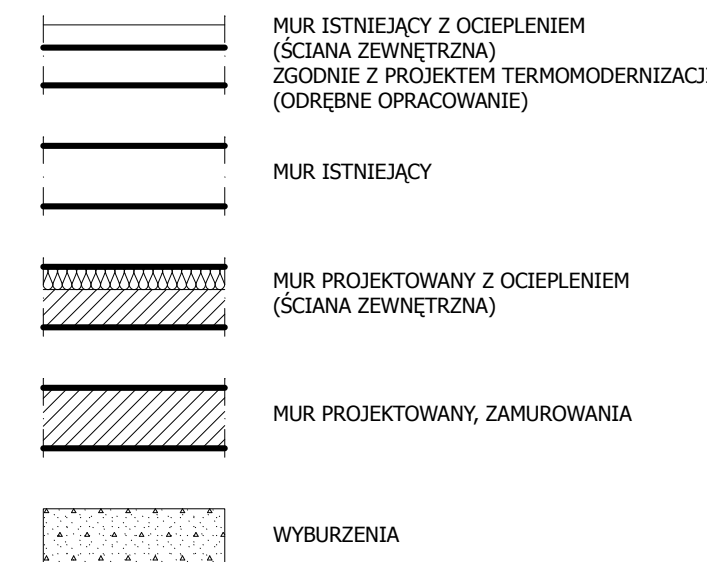 MUR ISTNIEJĄCY Z OCIEPLENIEM
(ŚCIANA ZEWNĘTRZNA)
ZGODNIE Z PROJEKTEM TERMOMODERNIZACJI
(ODRĘBNE OPRACOWANIE)
MUR ISTNIEJĄCY
MUR PROJEKTOWANY Z OCIEPLENIEM
(ŚCIANA ZEWNĘTRZNA)
MUR PROJEKTOWANY, ZAMUROWANIA
WYBURZENIA